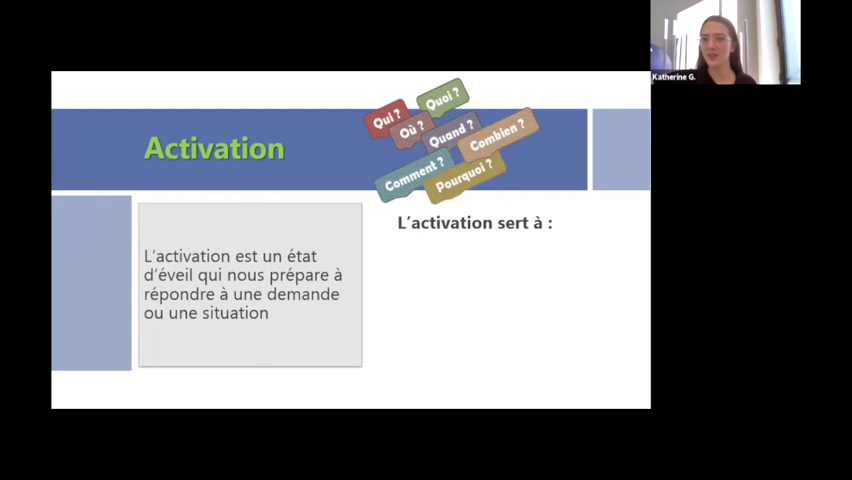 Katherine G.
Activation
Qui ?
Quoi ?
Où ?
Quand ?
Combien ?
Comment ?
Pourquoi ?
L'activation est un état
d'éveil qui nous prépare à
répondre à une demande
ou une situation
L'activation sert à :